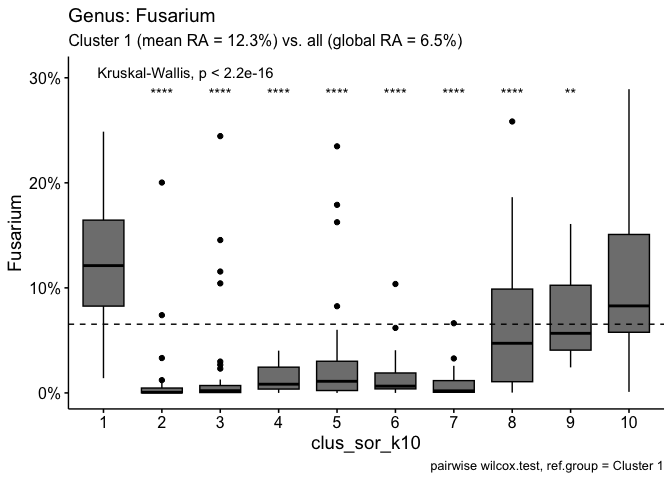 Genus: Fusarium
Cluster 1 (mean RA = 12.3%) vs. all (global RA = 6.5%)
Kruskal-Wallis, p < 2.2e-16
**** **** **** **** **** **** **** **
30%
20%
10%
0%
Fusarium
1 2 3 4 5 6 7 8 9 10
clus_sor_k10
pairwise wilcox.test, ref.group = Cluster 1